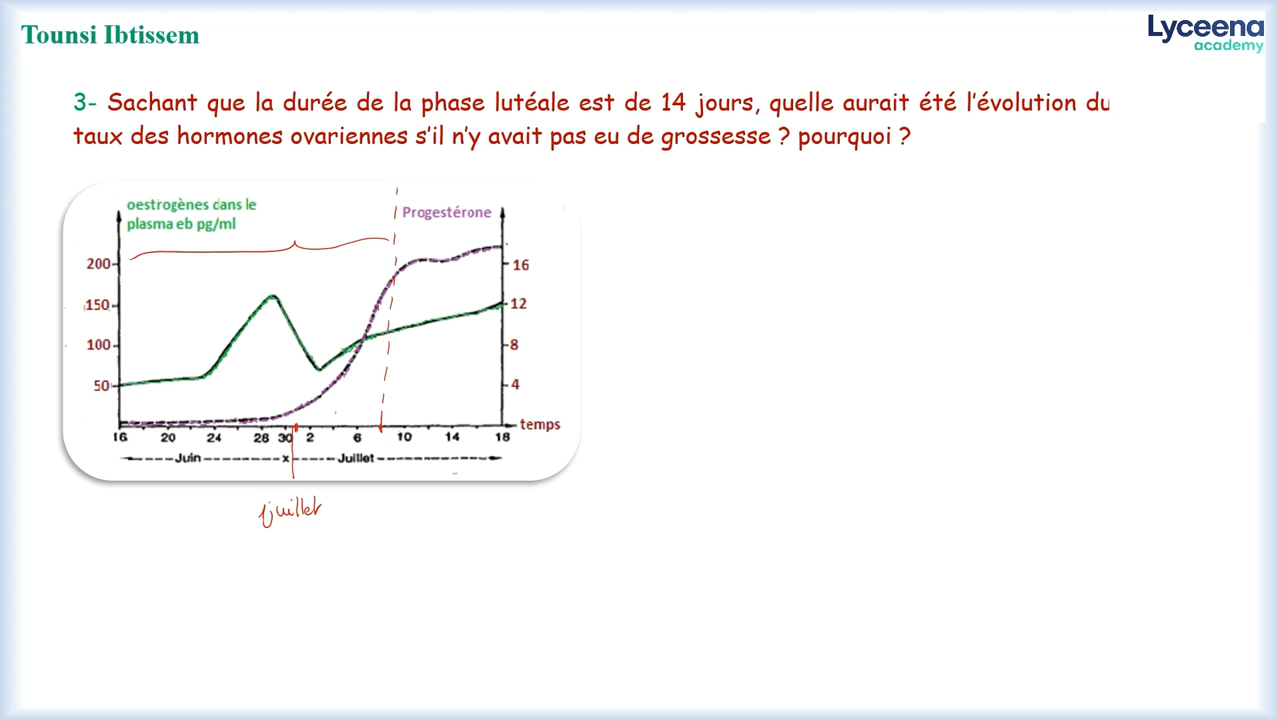 Tounsi Ibtissem
Lyceena
academy
3- Sachant que la durée de la phase lutéale est de 14 jours, quelle aurait été l'évolution du
taux des hormones ovariennes s'il n'y avait pas eu de grossesse ? pourquoi ?
oestrogènes dans le
plasma eb pg/ml
Progestérone
200
150
100
50
16
12
8
4
temps
16 20 24 28 30 2 6 10 14 18
Juin x Juillet
1juillet